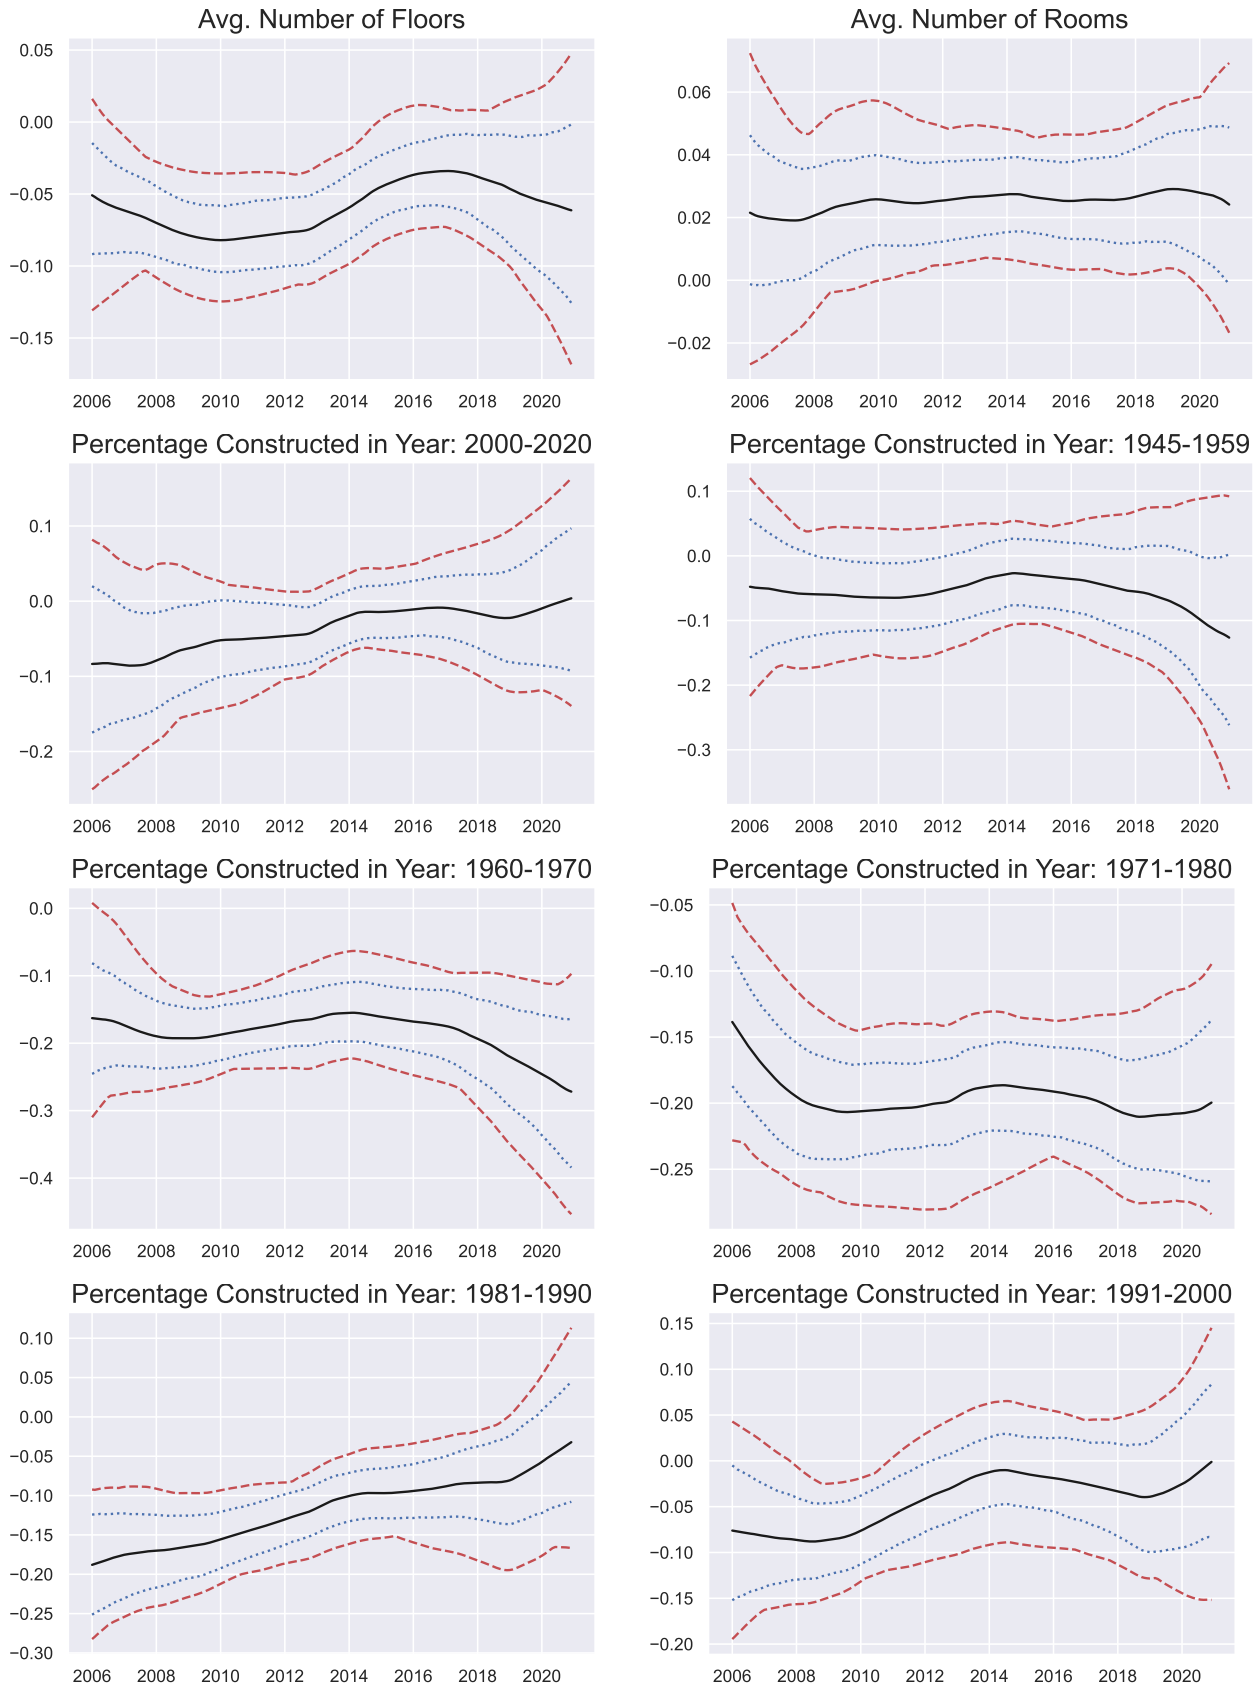 Avg. Number of Floors
0.05
0.00
−0.05
−0.10
−0.15
2006 2008 2010 2012 2014 2016 2018 2020
Avg. Number of Rooms
0.06
0.04
0.02
0.00
−0.02
2006 2008 2010 2012 2014 2016 2018 2020
Percentage Constructed in Year: 2000-2020
0.1
0.0
−0.1
−0.2
2006 2008 2010 2012 2014 2016 2018 2020
Percentage Constructed in Year: 1945-1959
0.1
0.0
−0.1
−0.2
−0.3
2006 2008 2010 2012 2014 2016 2018 2020
Percentage Constructed in Year: 1960-1970
0.0
−0.1
−0.2
−0.3
−0.4
2006 2008 2010 2012 2014 2016 2018 2020
Percentage Constructed in Year: 1971-1980
−0.05
−0.10
−0.15
−0.20
−0.25
2006 2008 2010 2012 2014 2016 2018 2020
Percentage Constructed in Year: 1981-1990
0.10
0.05
0.00
−0.05
−0.10
−0.15
−0.20
−0.25
−0.30
2006 2008 2010 2012 2014 2016 2018 2020
Percentage Constructed in Year: 1991-2000
0.15
0.10
0.05
0.00
−0.05
−0.10
−0.15
−0.20
2006 2008 2010 2012 2014 2016 2018 2020